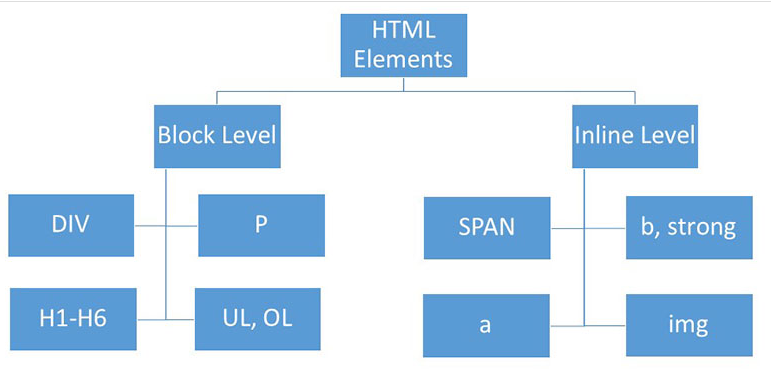 HTML
Elements
Block Level
Inline Level
DIV
P
H1-H6
UL, OL
SPAN
b, strong
a
img